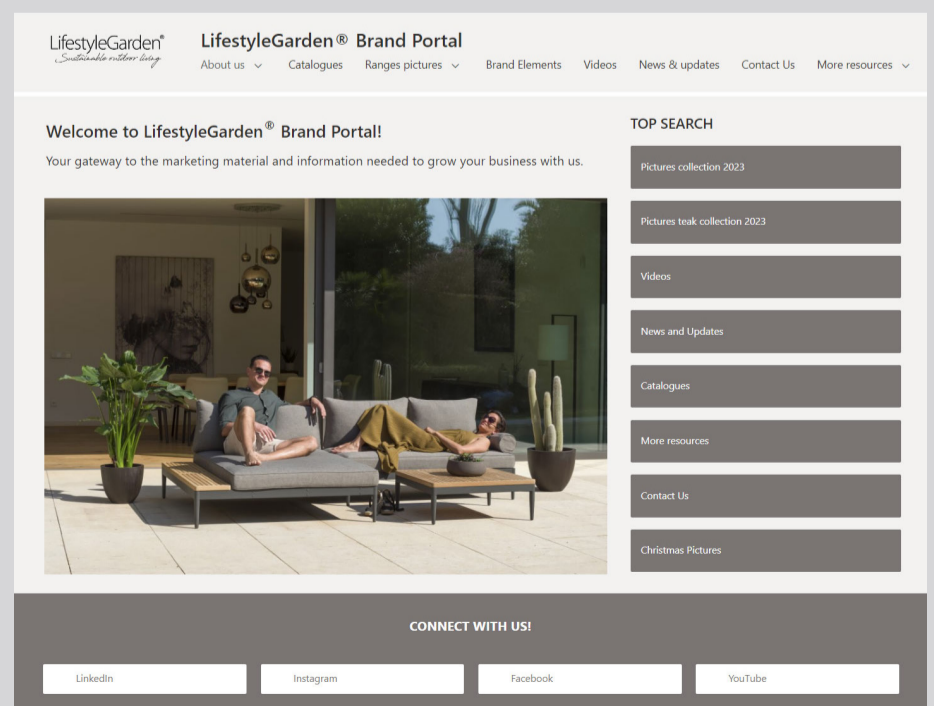 LifestyleGarden®
Sustainable outdoor living
LifestyleGarden® Brand Portal
About us
Catalogues
Ranges pictures
Brand Elements
Videos
News & updates
Contact Us
More resources
Welcome to LifestyleGarden® Brand Portal!
Your gateway to the marketing material and information needed to grow your business with us.
TOP SEARCH
Pictures collection 2023
Pictures teak collection 2023
Videos
News and Updates
Catalogues
More resources
Contact Us
Christmas Pictures
CONNECT WITH US!
LinkedIn
Instagram
Facebook
YouTube